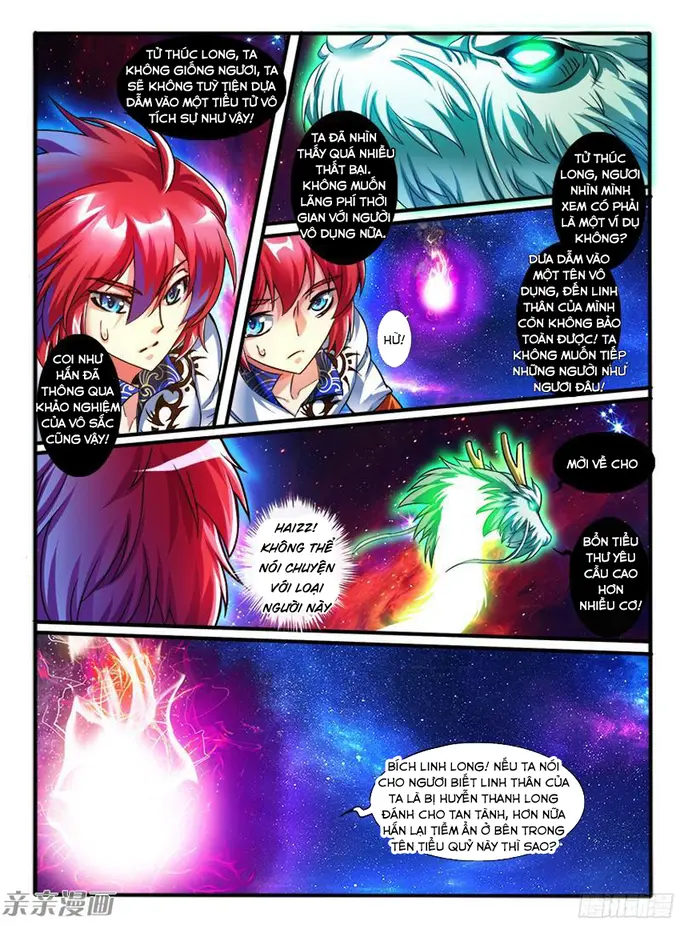 TỬ THÚC LONG, TA
KHÔNG GIỐNG NGƯƠI, TA
SẼ KHÔNG TUỲ TIỆN DỰA
DẪM VÀO MỘT TIỂU TỬ VÔ
TÍCH SỰ NHƯ VẬY!
TA ĐÃ NHÌN
THẤY QUÁ NHIỀU
THẤT BẠI.
KHÔNG MUỐN
LÃNG PHÍ THỜI
GIAN VỚI NGƯỜI
VÔ DỤNG NỮA.
TỬ THÚC
LONG, NGƯƠI
NHÌN MÌNH
XEM CÓ PHẢI
LÀ MỘT VÍ DỤ
KHÔNG?
DƯA DẪM VÀO
MỘT TÊN VÔ
DỤNG, ĐẾN LINH
THÂN CỦA MÌNH
CÒN KHÔNG BẢO
TOÀN ĐƯỢC! TA
KHÔNG MUỐN TIẾP
NHỮNG NGƯỜI NHƯ
NGƯƠI ĐÂU!
HỪ!
COI NHƯ
HẮN ĐÃ
THÔNG QUA
KHẢO NGHIỆM
CỦA VÔ SẮC
CŨNG VẬY!
MỜI VỀ CHO
HAIZZ!
KHÔNG THỂ
NÓI CHUYỆN
VỚI LOẠI
NGƯỜI NÀY
BỔN TIỂU
THƯ YÊU
CẦU CAO
HƠN
NHIỀU CƠ!
BÍCH LINH LONG! NẾU TA NÓI
CHO NGƯƠI BIẾT LINH THÂN CỦA
TA LÀ BỊ HUYỄN THANH LONG
ĐÁNH CHO TAN TÀNH, HƠN NỮA
HẮN LẠI TIỀM ẨN Ở BÊN TRONG
TÊN TIỂU QUỶ NÀY THÌ SAO?
亲亲漫画